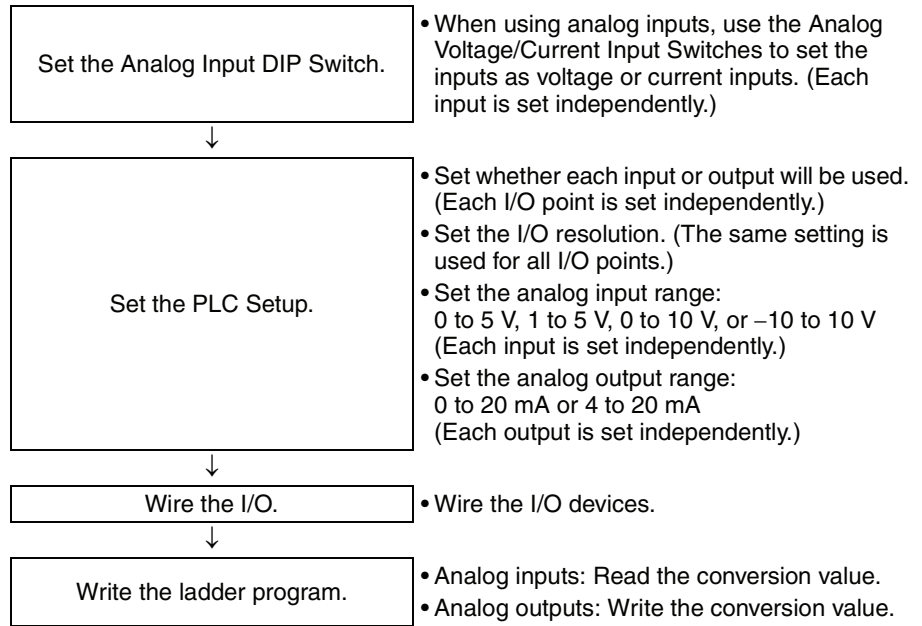 Set the Analog Input DIP Switch.
• When using analog inputs, use the Analog
Voltage/Current Input Switches to set the
inputs as voltage or current inputs. (Each
input is set independently.)
↓
Set the PLC Setup.
• Set whether each input or output will be used.
(Each I/O point is set independently.)
• Set the I/O resolution. (The same setting is
used for all I/O points.)
• Set the analog input range:
0 to 5 V, 1 to 5 V, 0 to 10 V, or −10 to 10 V
(Each input is set independently.)
• Set the analog output range:
0 to 20 mA or 4 to 20 mA
(Each output is set independently.)
↓
Wire the I/O.
• Wire the I/O devices.
↓
Write the ladder program.
• Analog inputs: Read the conversion value.
• Analog outputs: Write the conversion value.